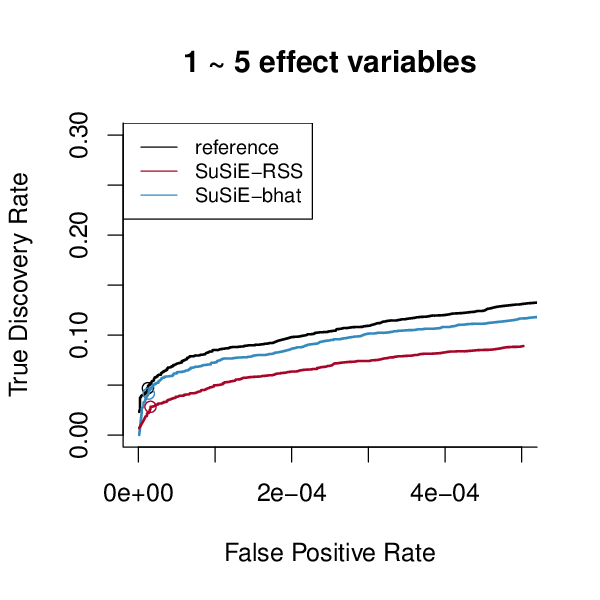 1 ~ 5 effect variables
reference
SuSiE−RSS
SuSiE−bhat
True Discovery Rate
0.30
0.20
0.10
0.00
0e+00 2e−04 4e−04
False Positive Rate